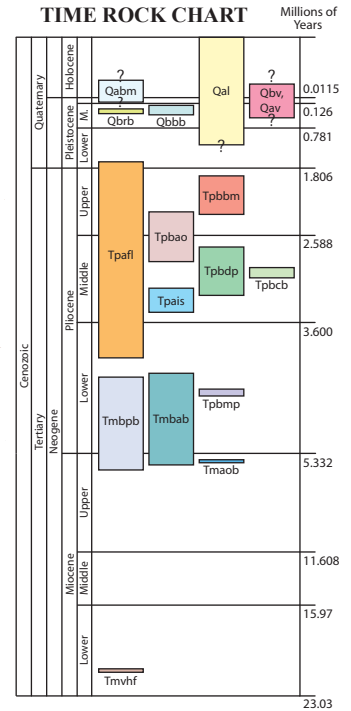 TIME ROCK CHART
Millions of
Years
Cenozoic
Quaternary
Tertiary
Neogene
Holocene
Pleistocene
M.
Lower
Pliocene
Upper
Middle
Lower
Miocene
Upper
Middle
Lower
?
Qabm
?
Qbrb
Qbbb
Qal
?
?
Qbv,
Qav
?
Tpafl
Tpbao
Tpbbm
Tpbdp
Tpbcb
Tpais
Tmbpb
Tmbab
Tpbmp
Tmaob
Tmvhf
0.0115
0.126
0.781
1.806
2.588
3.600
5.332
11.608
15.97
23.03